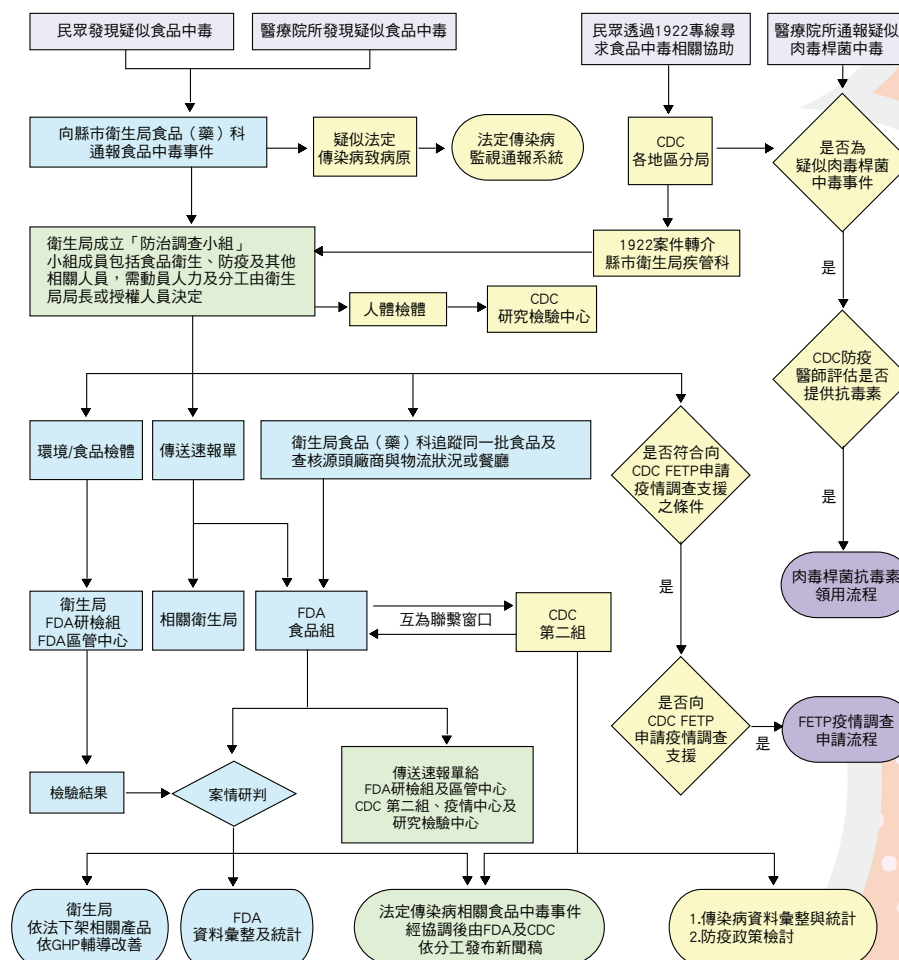 民眾發現疑似食品中毒
醫療院所發現疑似食品中毒
民眾透過1922專線尋
求食品中毒相關協助
醫療院所通報疑似
肉毒桿菌中毒
向縣市衛生局食品（藥）科
通報食品中毒事件
疑似法定
傳染病致病原
法定傳染病
監視通報系統
CDC
各地區分局
是否為
疑似肉毒桿菌
中毒事件
衛生局成立「防治調查小組」
小組成員包括食品衛生、防疫及其他
相關人員，需動員人力及分工由衛生
局局長或授權人員決定
1922案件轉介
縣市衛生局疾管科
是
人體檢體
CDC
研究檢驗中心
CDC防疫
醫師評估是否
提供抗毒素
環境/食品檢體
傳送速報單
衛生局食品（藥）科追蹤同一批食品及
查核源頭廠商與物流狀況或餐廳
是否符合向
CDC FETP申請
疫情調查支援
之條件
是
肉毒桿菌抗毒素
領用流程
是
衛生局
FDA研檢組
FDA區管中心
相關衛生局
FDA
食品組
互為聯繫窗口
CDC
第二組
是否向
CDC FETP
申請疫情調查
支援
是
FETP疫情調查
申請流程
檢驗結果
案情研判
傳送速報單給
FDA研檢組及區管中心
CDC 第二組、疫情中心及
研究檢驗中心
衛生局
依法下架相關產品
依GHP輔導改善
FDA
資料彙整及統計
法定傳染病相關食品中毒事件
經協調後由FDA及CDC
依分工發布新聞稿
1.傳染病資料彙整與統計
2.防疫政策檢討